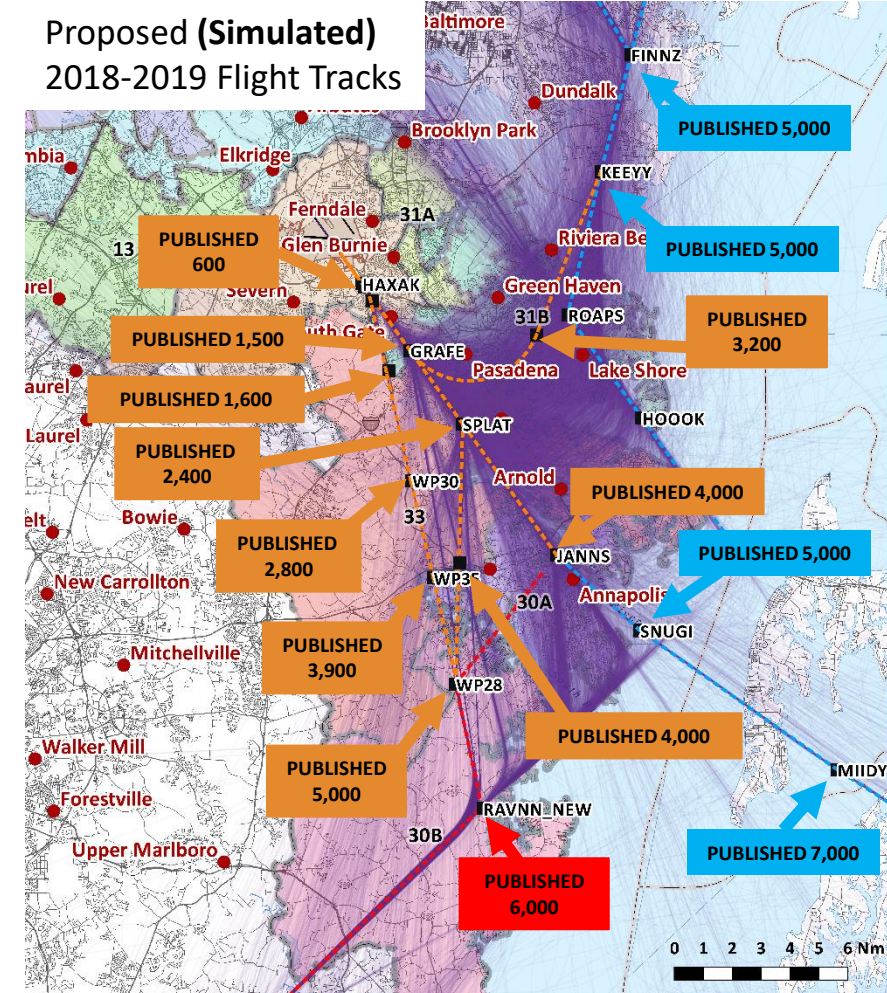 Proposed (Simulated)
2018-2019 Flight Tracks
Baltimore
FINNZ
Dundalk
PUBLISHED 5,000
Brooklyn Park
Elkridge
KEEYY
Ferndale
31A
13
PUBLISHED
600
Glen Burnie
Riviera Be
PUBLISHED 5,000
HAXAK
Severn
Green Haven
31B
ROAPS
PUBLISHED
3,200
uth Gate
PUBLISHED 1,500
GRAFE
Pasadena
Lake Shore
aurel
PUBLISHED 1,600
Laurel
SPLAT
HOOOK
PUBLISHED
2,400
Arnold
WP30
PUBLISHED 4,000
Bowie
33
PUBLISHED
2,800
JANNS
PUBLISHED 5,000
New Carrollton
WP35
Annapolis
30A
SNUGI
PUBLISHED
3,900
Mitchellville
WP28
PUBLISHED 4,000
Walker Mill
PUBLISHED
5,000
MIIDY
Forestville
RAVNN_NEW
30B
Upper Marlboro
PUBLISHED 7,000
PUBLISHED
6,000
0 1 2 3 4 5 6 Nm